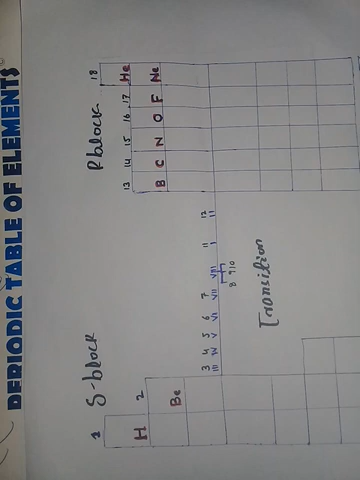 PERIODIC TABLE OF ELEMENTS
S-block
P block
1
18
H
2
13 14 15 16 17
He
Be
B C N O F Ne
3 4 5 6 7 8 9 10 11 12
III IV V VI VII VIII I II
Transition